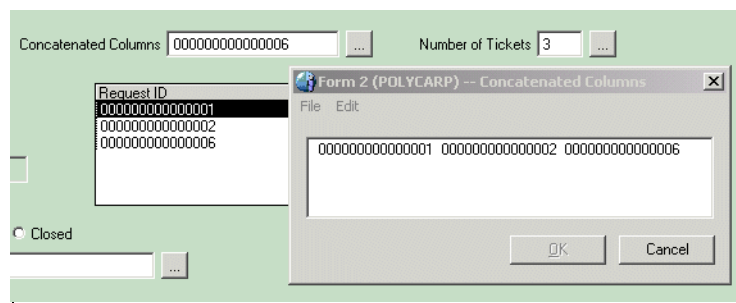 Concatenated Columns 000000000000006 ... Number of Tickets 3 ...
Request ID
000000000000001
000000000000002
000000000000006
Form 2 (POLYCARP) -- Concatenated Columns
File Edit
000000000000001 000000000000002 000000000000006
OK Cancel
Closed
...